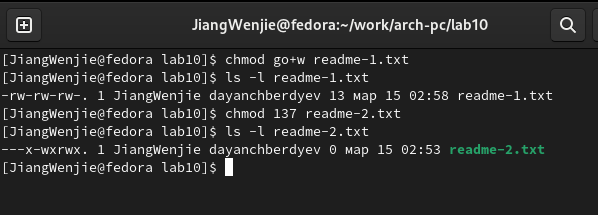 JiangWenjie@fedora:~/work/arch-pc/lab10
[JiangWenjie@fedora lab10]$ chmod go+w readme-1.txt
[JiangWenjie@fedora lab10]$ ls -l readme-1.txt
-rw-rw-rw-. 1 JiangWenjie dayanchberdyev 13 мар 15 02:58 readme-1.txt
[JiangWenjie@fedora lab10]$ chmod 137 readme-2.txt
[JiangWenjie@fedora lab10]$ ls -l readme-2.txt
---x-wxrwx. 1 JiangWenjie dayanchberdyev 0 мар 15 02:53 readme-2.txt
[JiangWenjie@fedora lab10]$